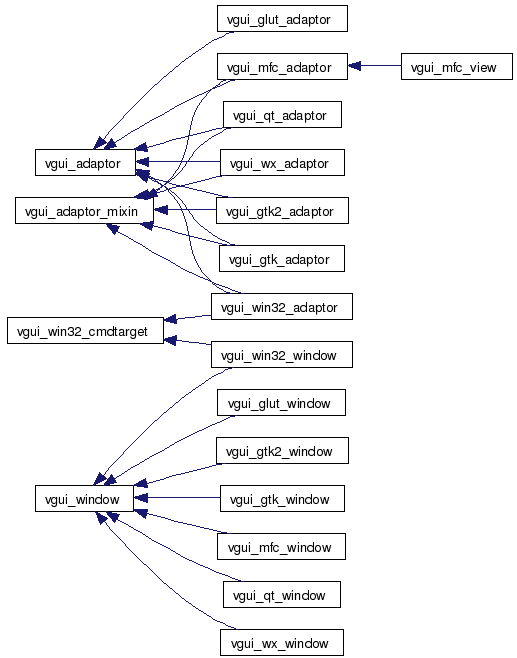 vgui_glut_adaptor
vgui_mfc_adaptor
vgui_mfc_view
vgui_qt_adaptor
vgui_adaptor
vgui_wx_adaptor
vgui_adaptor_mixin
vgui_gtk2_adaptor
vgui_gtk_adaptor
vgui_win32_adaptor
vgui_win32_cmdtarget
vgui_win32_window
vgui_glut_window
vgui_gtk2_window
vgui_window
vgui_gtk_window
vgui_mfc_window
vgui_qt_window
vgui_wx_window